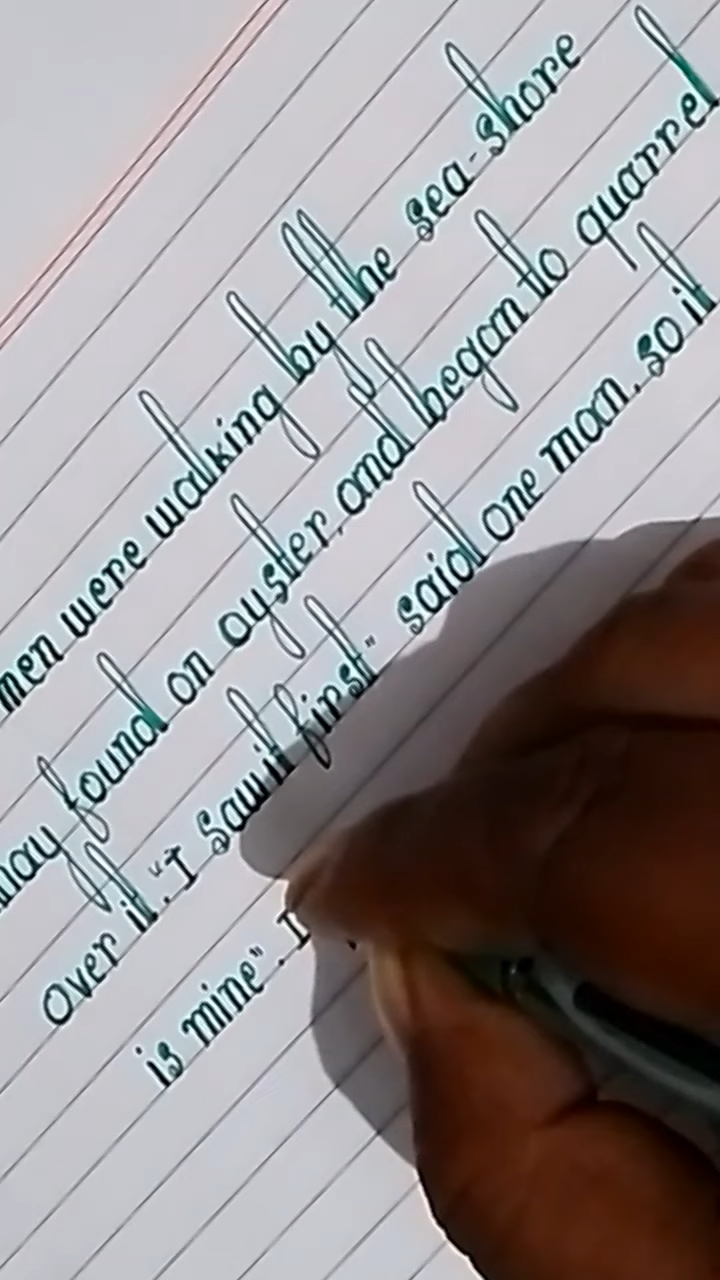 men were walking by the sea-shore
may found an oyster, and began to quarrel
over it. "I saw it first" said one man. so it
is mine". I